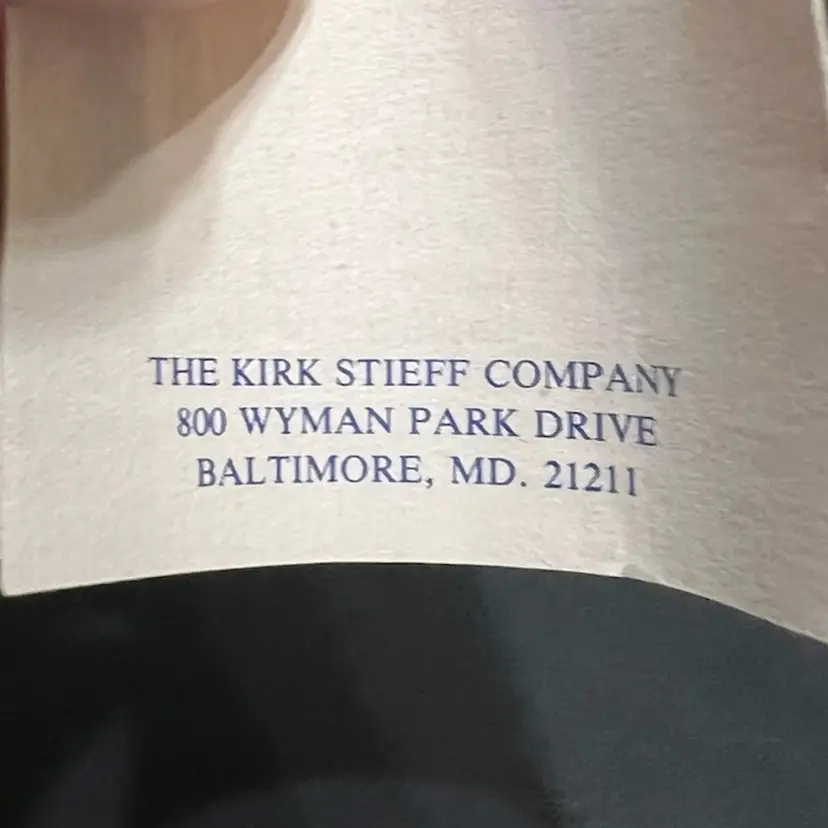 THE KIRK STIEFF COMPANY
800 WYMAN PARK DRIVE
BALTIMORE, MD. 21211